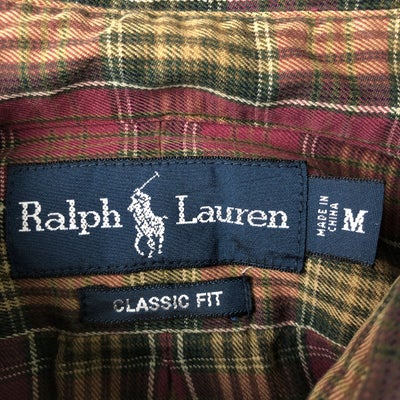 Ralph Lauren
MADE IN
CHINA
M
CLASSIC FIT